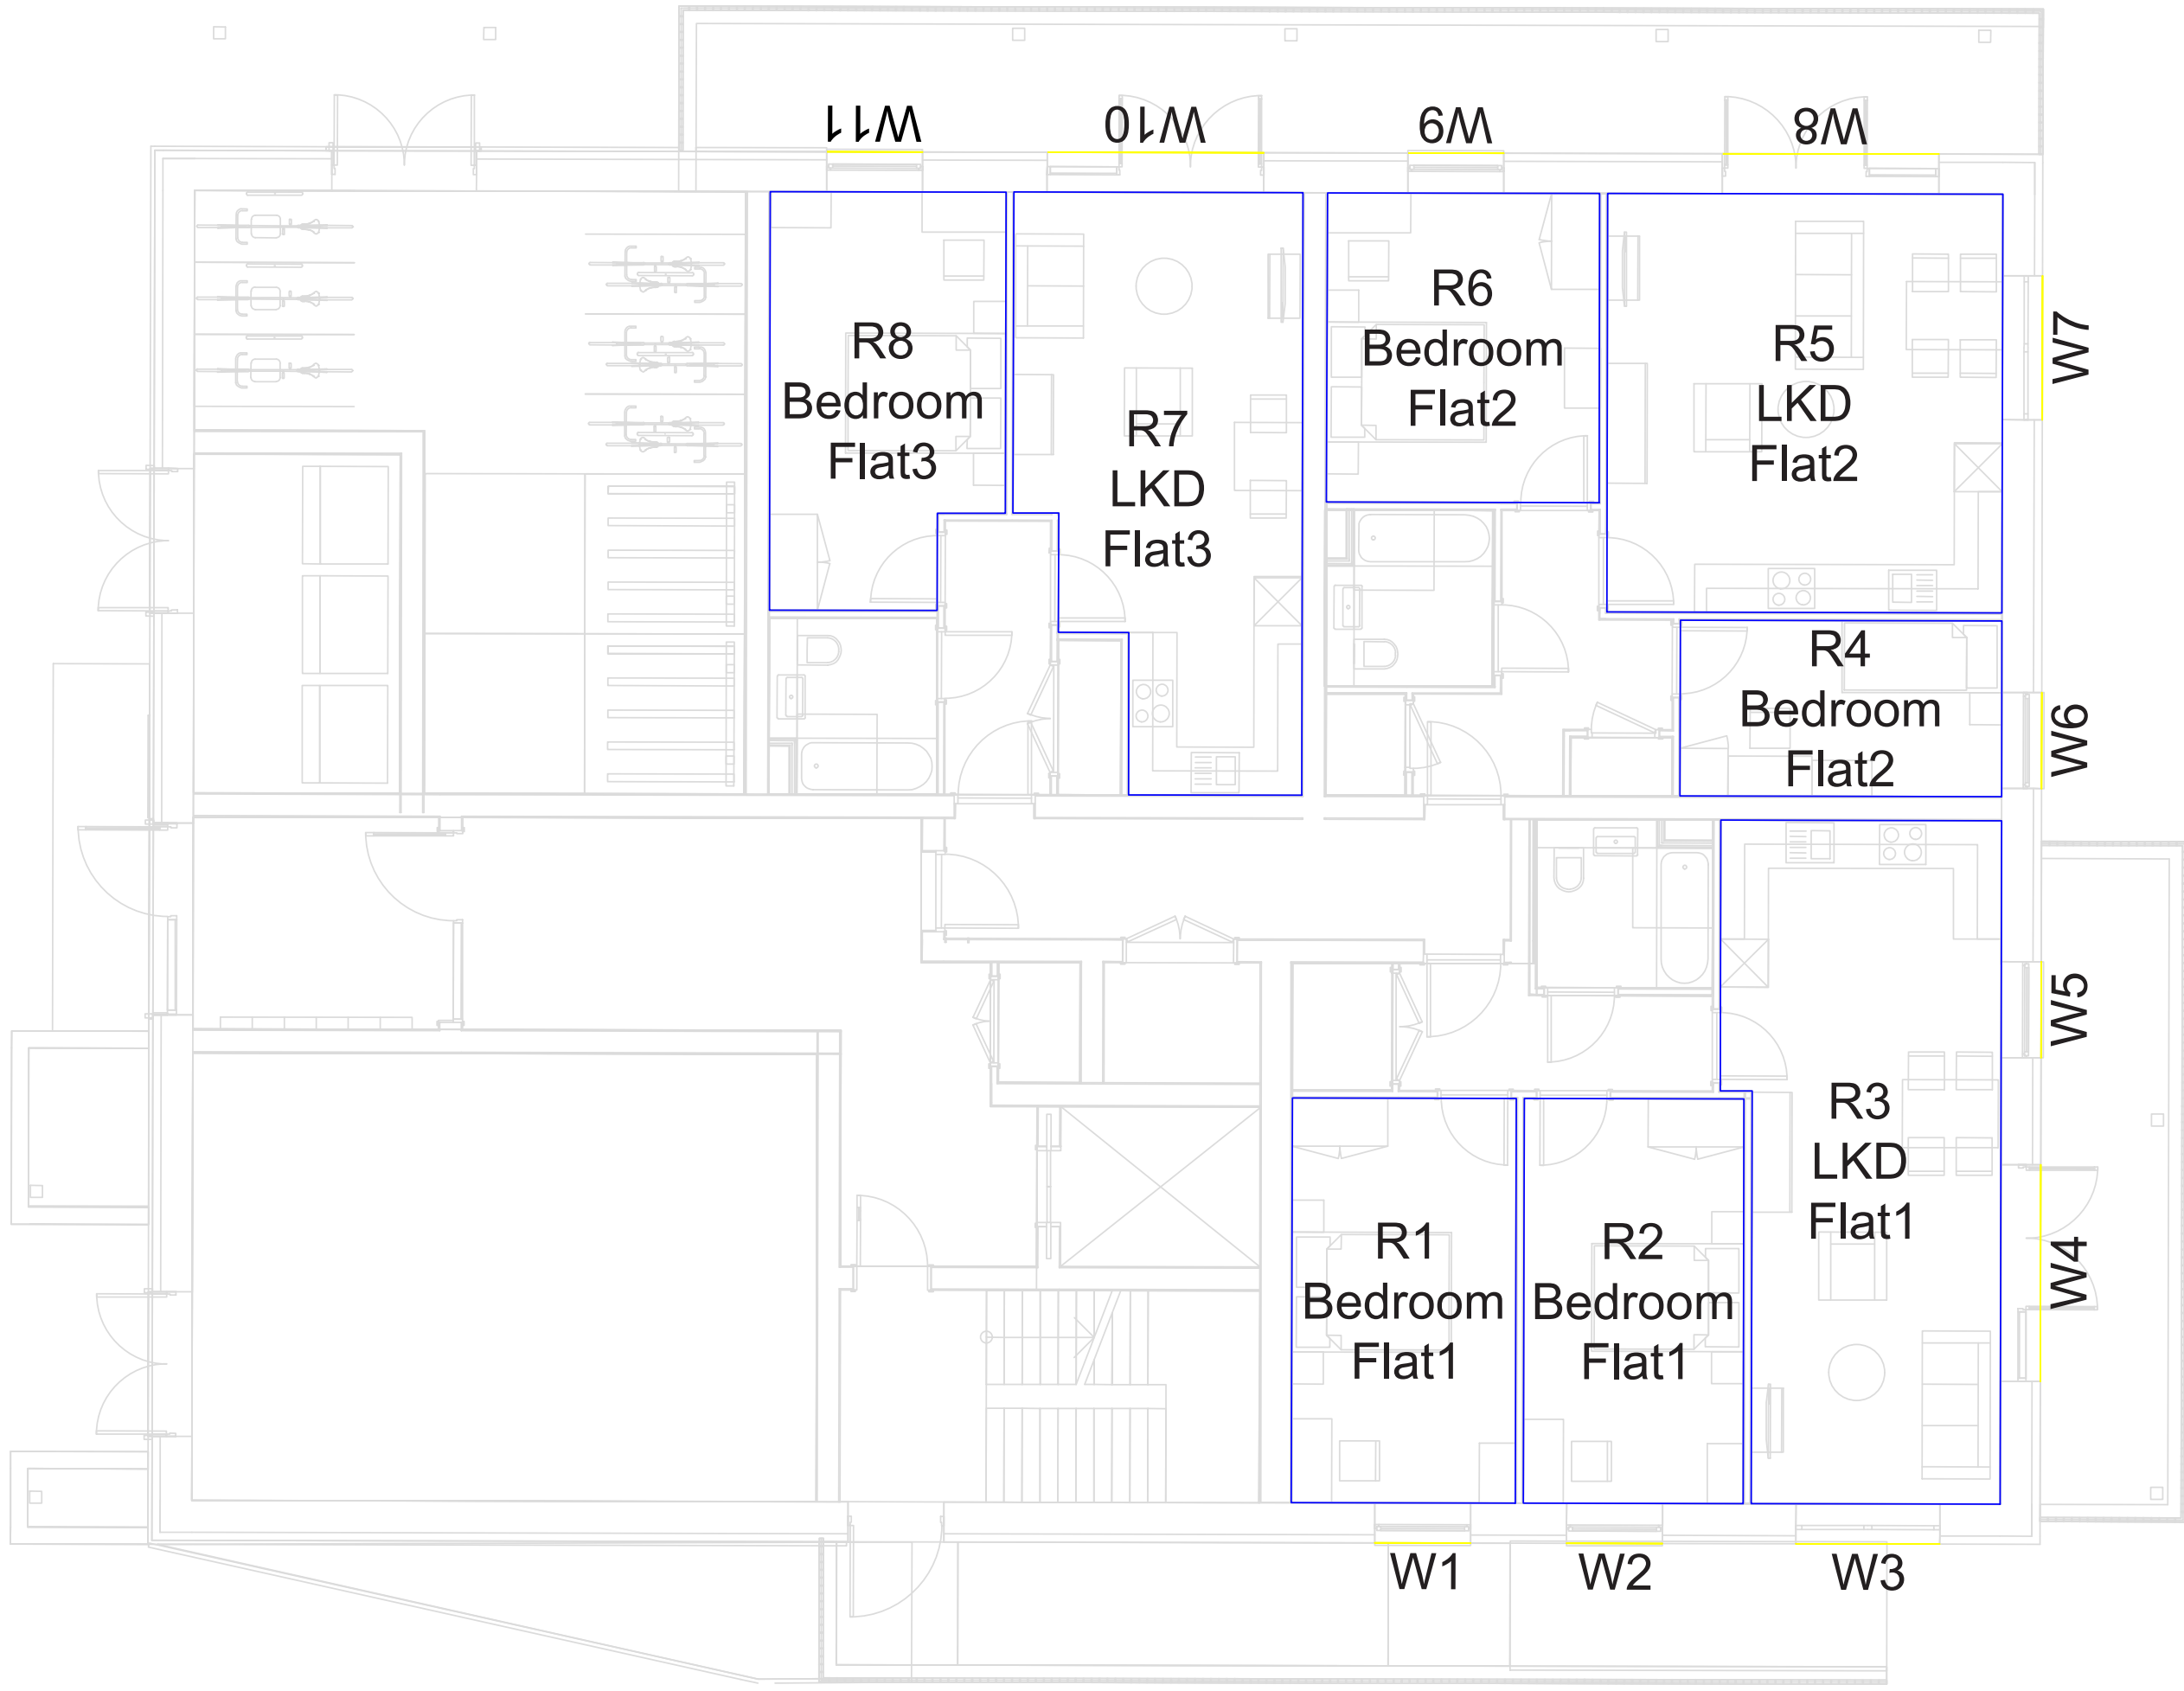 W11
W10
W9
W8
R8
Bedroom
Flat3
R7
LKD
Flat3
R6
Bedroom
Flat2
R5
LKD
Flat2
W7
R4
Bedroom
Flat2
W6
W5
R3
LKD
Flat1
W4
R1
Bedroom
Flat1
R2
Bedroom
Flat1
W1
W2
W3